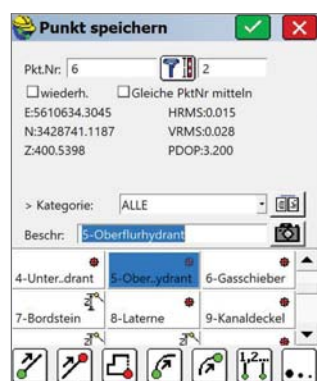 Punkt speichern
Pkt.Nr: 6 2
wiederh. Gleiche PktNr mitteln
E:5610634.3045 HRMS:0.015
N:3428741.1187 VRMS:0.028
Z:400.5398 PDOP:3.200
> Kategorie: ALLE
Beschr: 5-Oberflurhydrant
4-Unter..drant 5-Ober..ydrant 6-Gasschieber
7-Bordstein 8-Laterne 9-Kanaldeckel
1,2...